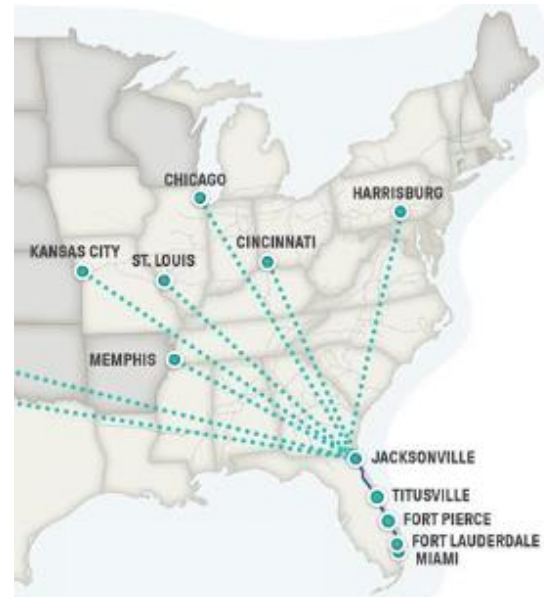 CHICAGO
HARRISBURG
CINCINNATI
KANSAS CITY
ST. LOUIS
MEMPHIS
JACKSONVILLE
TITUSVILLE
FORT PIERCE
FORT LAUDERDALE
MIAMI